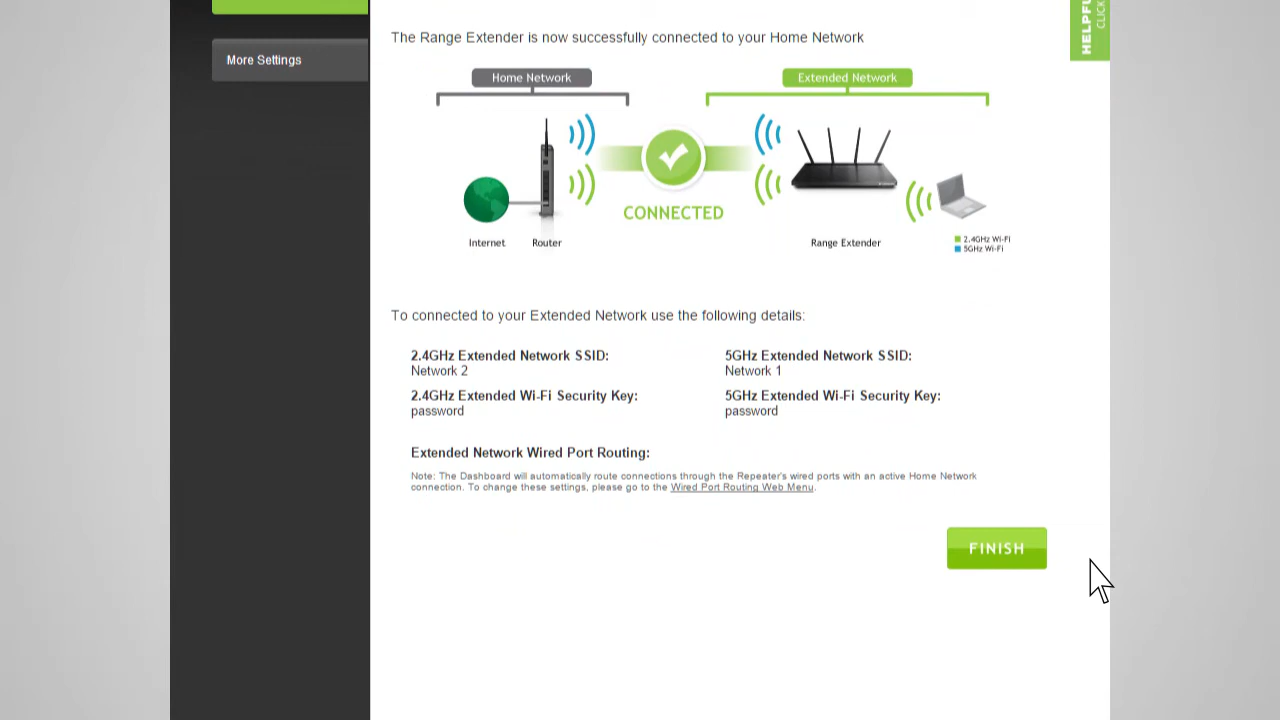 HELPFU
CLICK
The Range Extender is now successfully connected to your Home Network
More Settings
Home Network
Extended Network
CONNECTED
Internet
Router
Range Extender
2.4GHz Wi-Fi
5GHz Wi-Fi
To connected to your Extended Network use the following details:
2.4GHz Extended Network SSID:
Network 2
5GHz Extended Network SSID:
Network 1
2.4GHz Extended Wi-Fi Security Key:
password
5GHz Extended Wi-Fi Security Key:
password
Extended Network Wired Port Routing:
Note: The Dashboard will automatically route connections through the Repeater's wired ports with an active Home Network
connection. To change these settings, please go to the Wired Port Routing Web Menu.
FINISH